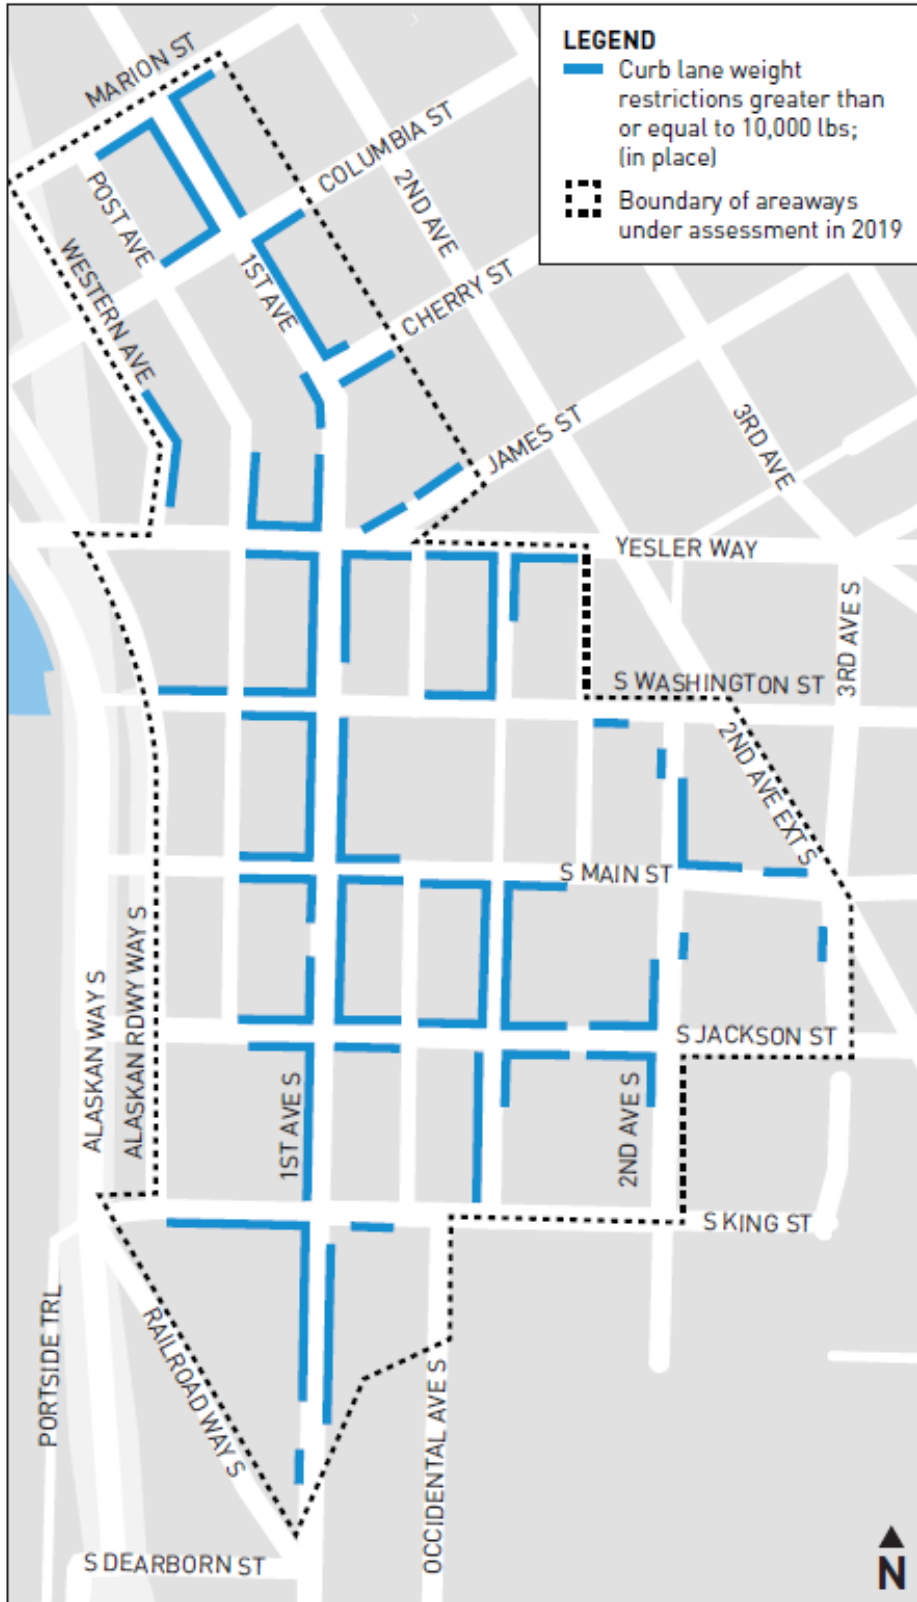 LEGEND
Curb lane weight
restrictions greater than
or equal to 10,000 lbs;
(in place)
Boundary of areaways
under assessment in 2019
MARION ST
COLUMBIA ST
POST AVE
2ND AVE
WESTERN AVE
1ST AVE
CHERRY ST
JAMES ST
3RD AVE
YESLER WAY
3RD AVE S
S WASHINGTON ST
2ND AVE EXT S
S MAIN ST
ALASKAN WAY S
ALASKAN RDWY WAY S
S JACKSON ST
1ST AVE S
2ND AVE S
S KING ST
PORTSIDE TRL
RAILROAD WAY S
OCCIDENTAL AVE S
S DEARBORN ST
N